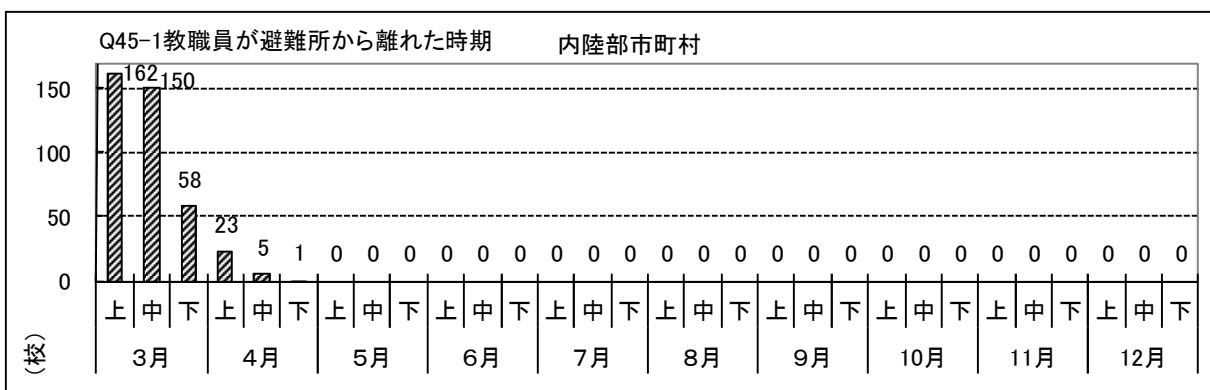 Q45-1教職員が避難所から離れた時期 内陸部市町村
150
100
50
0
162 150 58 23 5 1 0 0 0 0 0 0 0 0 0 0 0 0 0 0 0 0 0 0 0 0 0 0 0 0
上 中 下 上 中 下 上 中 下 上 中 下 上 中 下 上 中 下 上 中 下 上 中 下 上 中 下 上 中 下
3月 4月 5月 6月 7月 8月 9月 10月 11月 12月
(校)